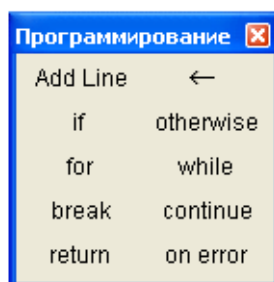 Программирование
Add Line ←
if otherwise
for while
break continue
return on error